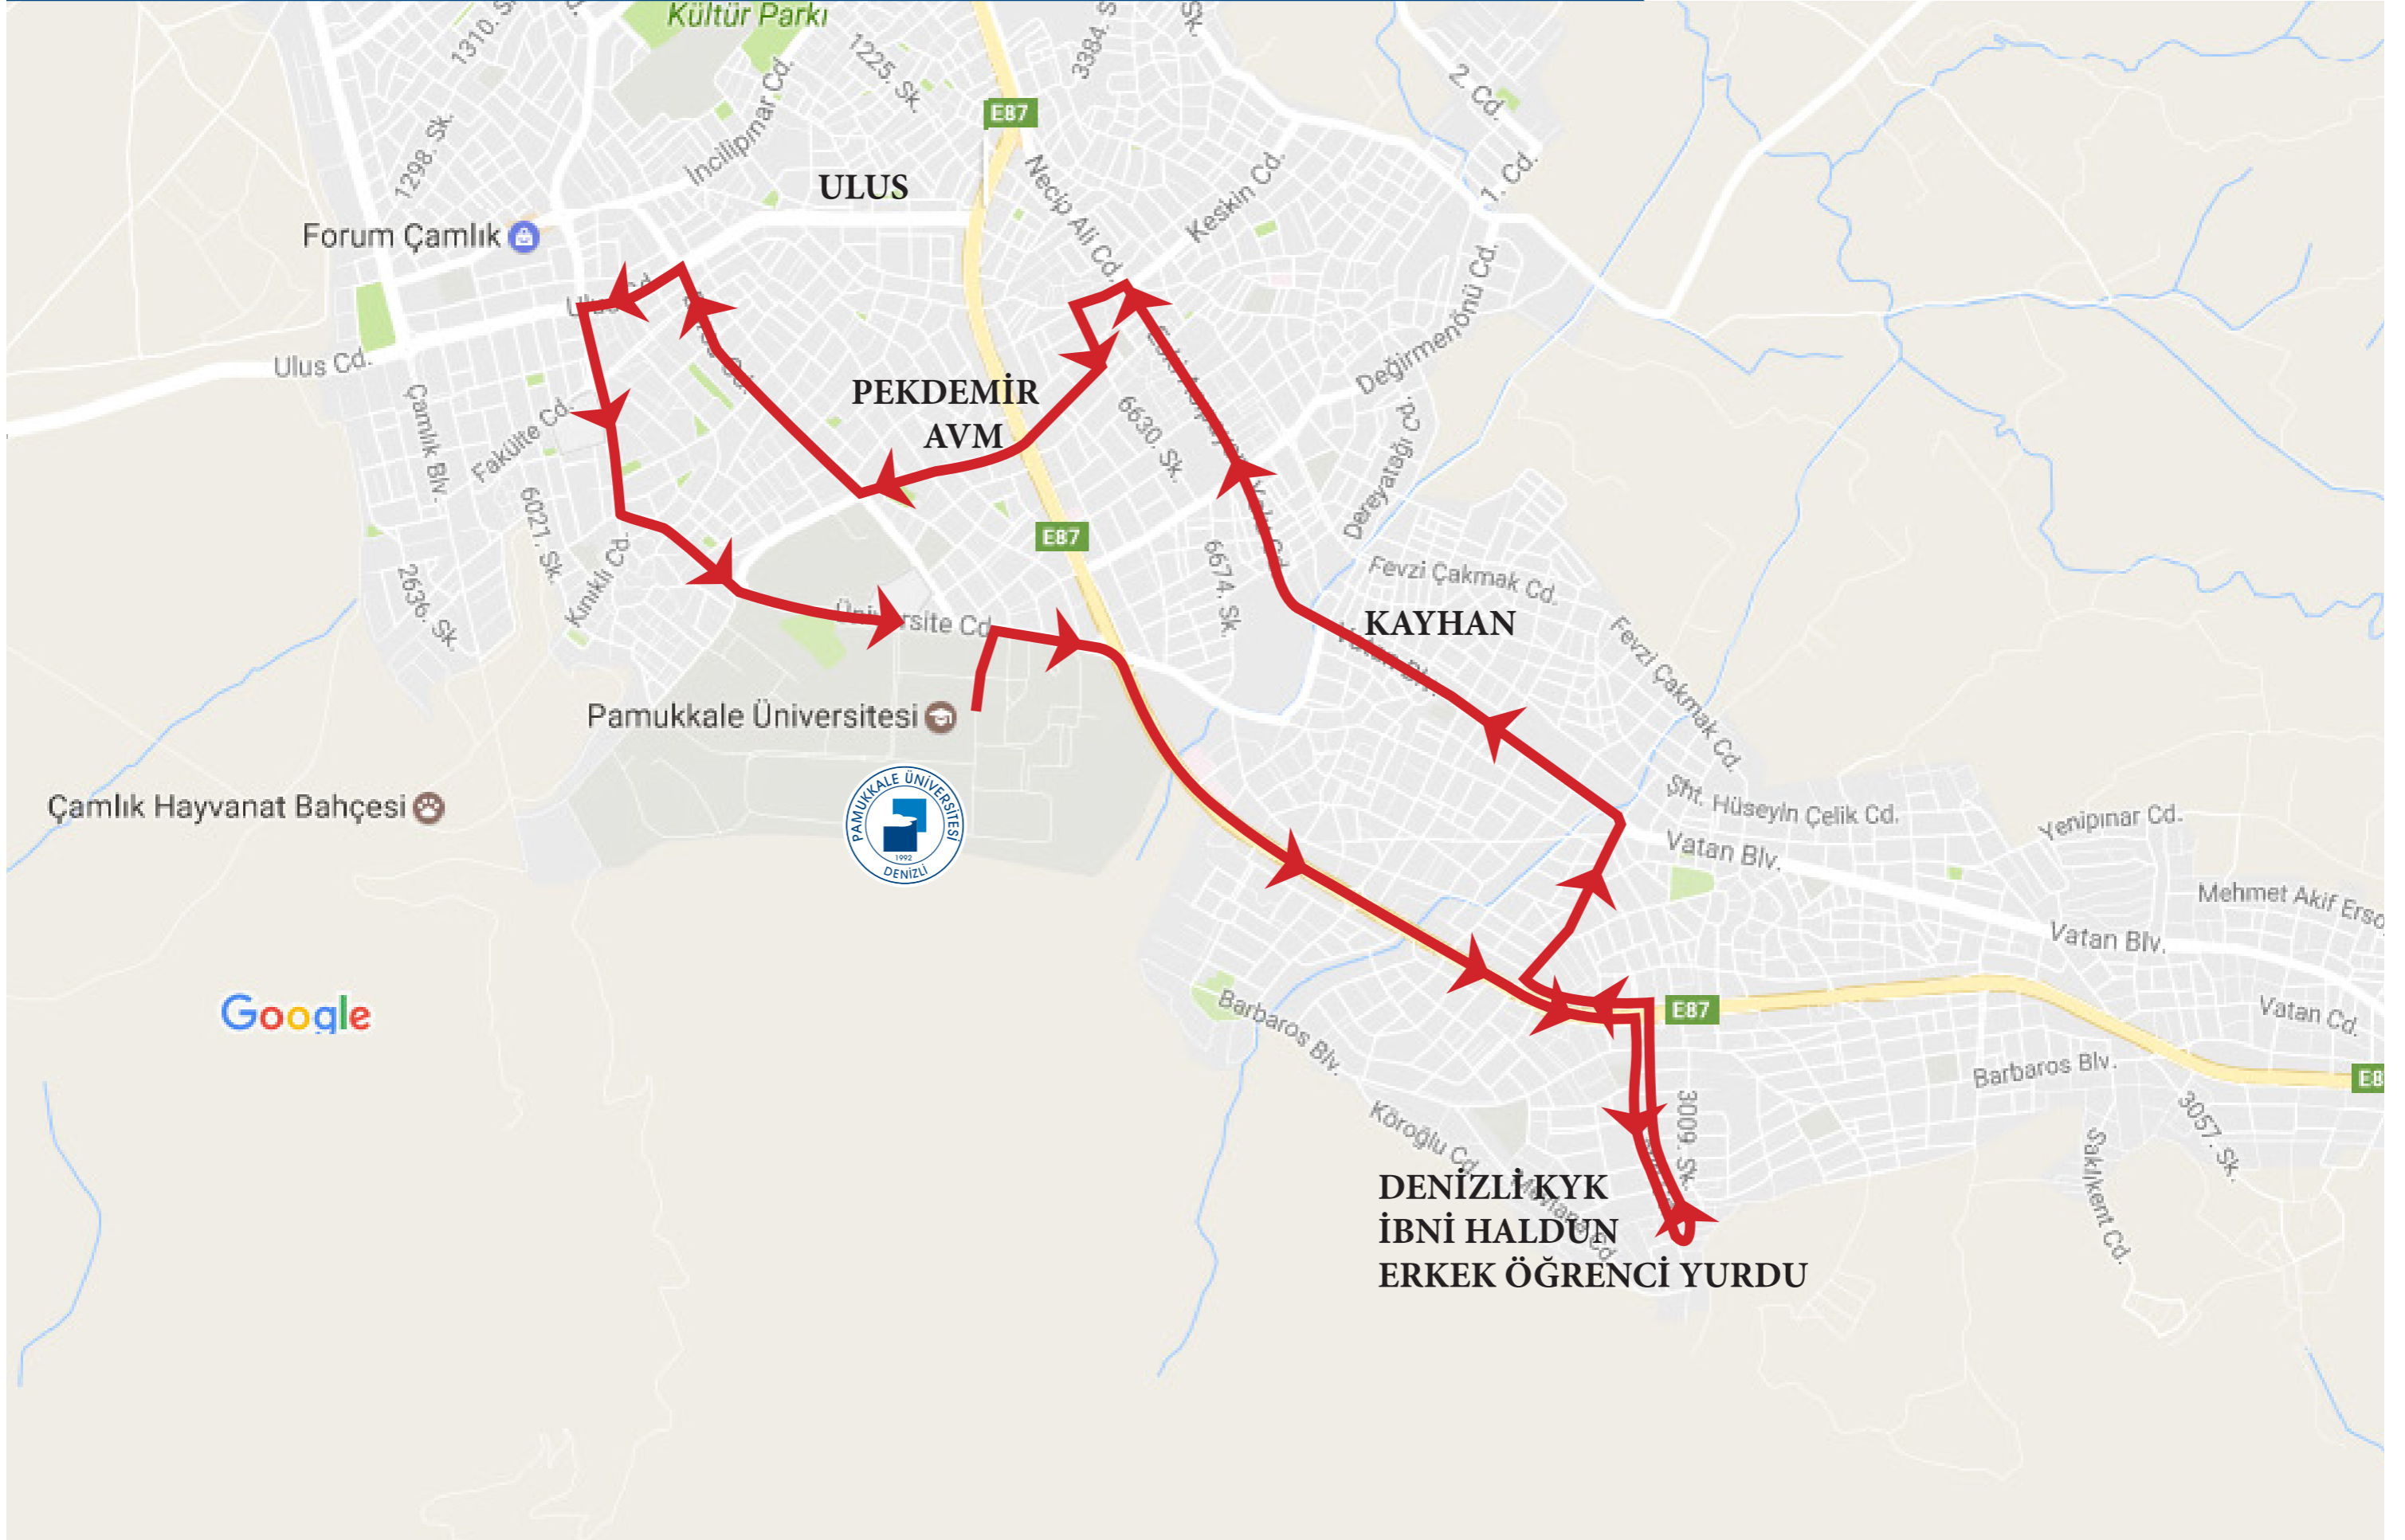 Kültür Parkı
1310. S
1225. Sk.
3384. S
Sk.
2. Cd.
İncilipınar Cd.
E87
1298. Sk.
Necip Ali Cd.
Keskin Cd.
1. Cd.
ULUS
Forum Çamlık
Değirmenönü Cd.
Ulus Cd.
PEKDEMİR
AVM
Çamlık Blv.
Fakülte Cd.
6630. Sk.
Dereyatağı Cd.
6021. Sk.
E87
Kınıklı Cd.
2636. Sk.
6674. Sk.
Fevzi Çakmak Cd.
KAYHAN
Fevzi Çakmak Cd.
Pamukkale Üniversitesi
PAMUKKALE ÜNİVERSİTESİ
1992
DENİZLİ
Çamlık Hayvanat Bahçesi
Şht. Hüseyin Çelik Cd.
Yenipınar Cd.
Vatan Blv.
Mehmet Akif Erso
Vatan Blv.
Google
Barbaros Blv.
E87
Vatan Cd.
Barbaros Blv.
E8
Köroğlu Cd.
3009. Sk.
3057. Sk.
Saklıkent Cd.
Mevlana Cd.
DENİZLİ KYK
İBNİ HALDUN
ERKEK ÖĞRENCİ YURDU